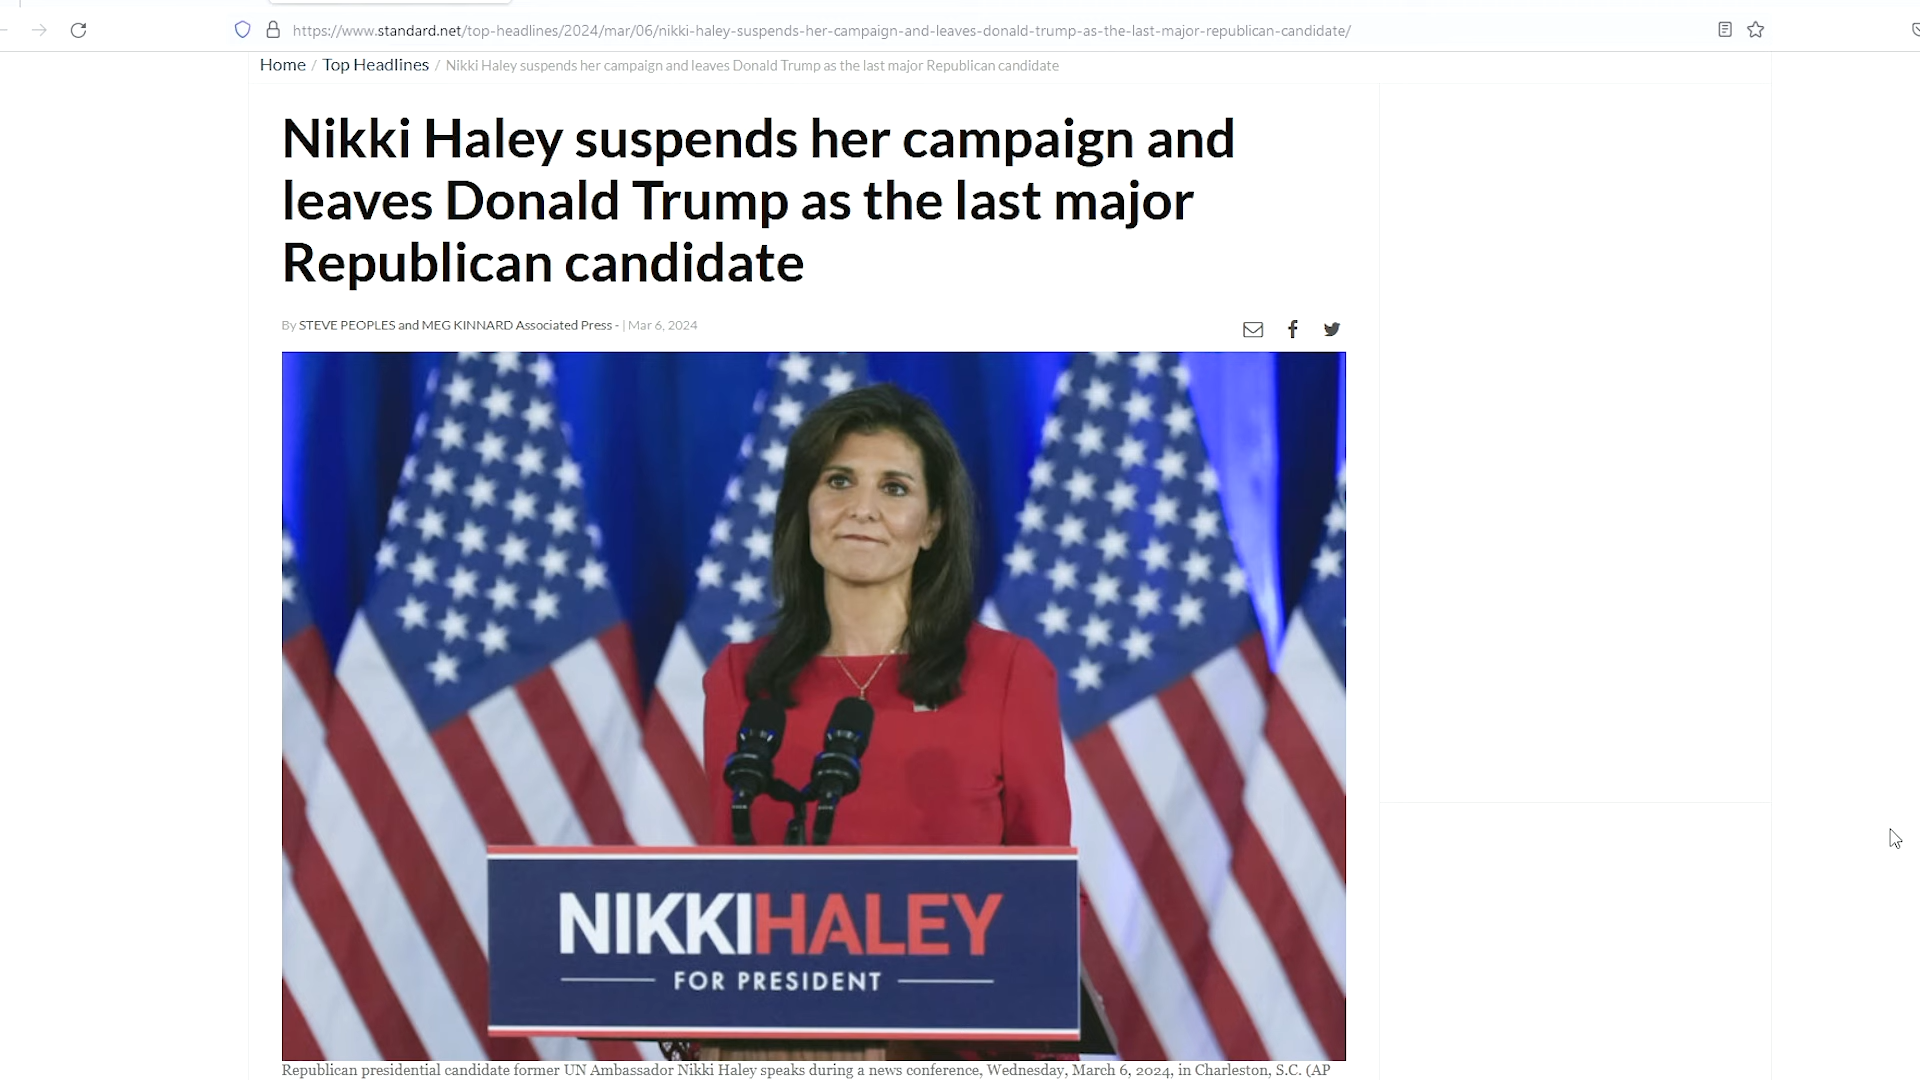 https://www.standard.net/top-headlines/2024/mar/06/nikki-haley-suspends-her-campaign-and-leaves-donald-trump-as-the-last-major-republican-candidate/
Home / Top Headlines / Nikki Haley suspends her campaign and leaves Donald Trump as the last major Republican candidate
Nikki Haley suspends her campaign and
leaves Donald Trump as the last major
Republican candidate
By STEVE PEOPLES and MEG KINNARD Associated Press - | Mar 6, 2024
NIKKIHALEY
FOR PRESIDENT
Republican presidential candidate former UN Ambassador Nikki Haley speaks during a news conference, Wednesday, March 6, 2024, in Charleston, S.C. (AP